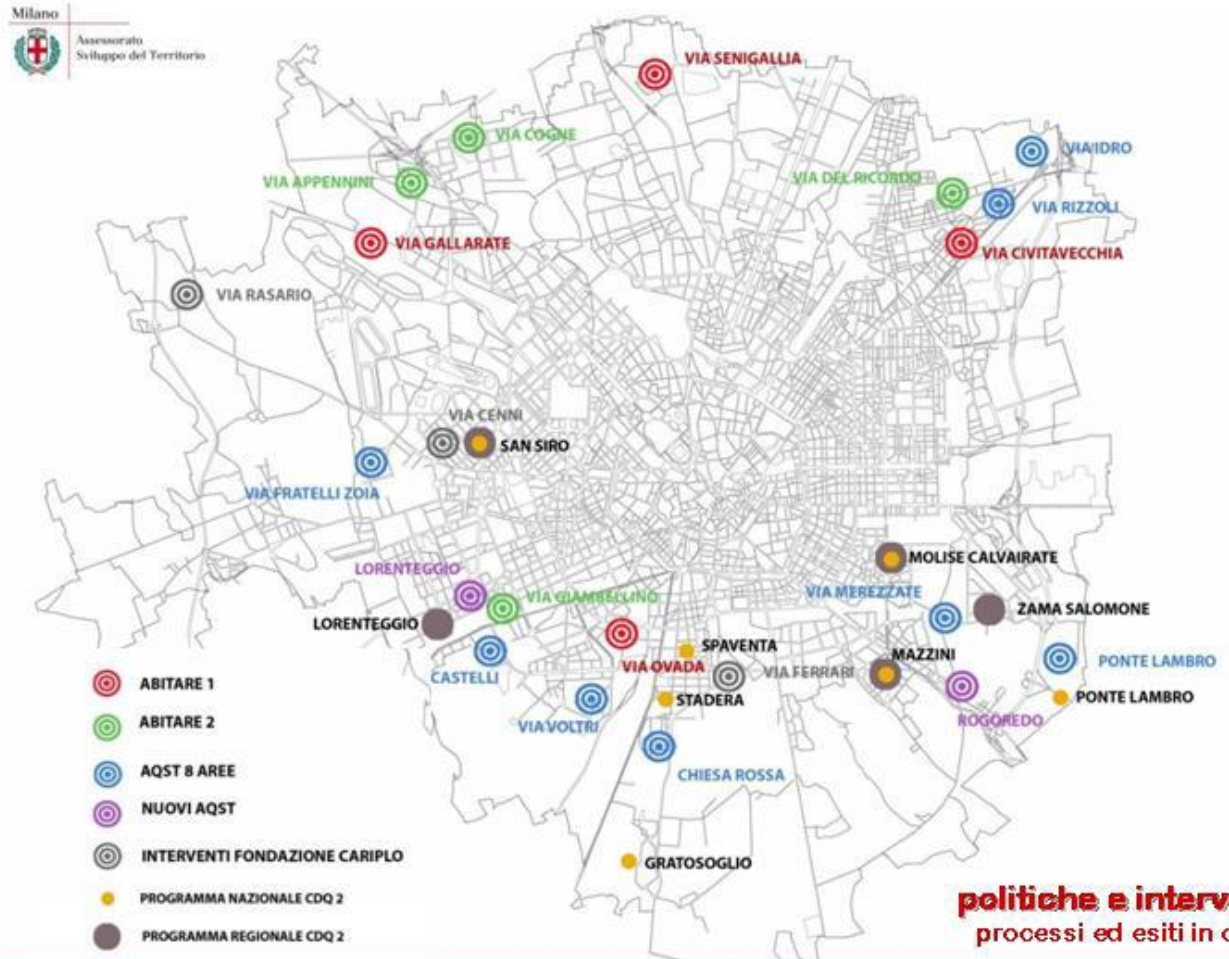 Milano
Assessorato
Sviluppo del Territorio
VIA SENIGALLIA
VIA COGNE
VIA IDRO
VIA APPENNINI
VIA DEL RICORDO
VIA RIZZOLI
VIA GALLARATE
VIA CIVITAVECCHIA
VIA RASARIO
VIA CENNI
SAN SIRO
VIA FRATELLI ZOIA
MOLISE CALVAIRATE
LORENTEGGIO
VIA GIAMBELLINO
VIA MEREZZATE
ZAMA SALOMONE
LORENTEGGIO
SPAVENTA
MAZZINI
VIA OVADA
VIA FERRARI
PONTE LAMBRO
CASTELLI
STADERA
PONTE LAMBRO
VIA VOLTRI
ROGOREDO
CHIESA ROSSA
GRATOSOGLIO
ABITARE 1
ABITARE 2
AQST 8 AREE
NUOVI AQST
INTERVENTI FONDAZIONE CARIPLO
PROGRAMMA NAZIONALE CDQ 2
PROGRAMMA REGIONALE CDQ 2
politiche e interv
processi ed esiti in c